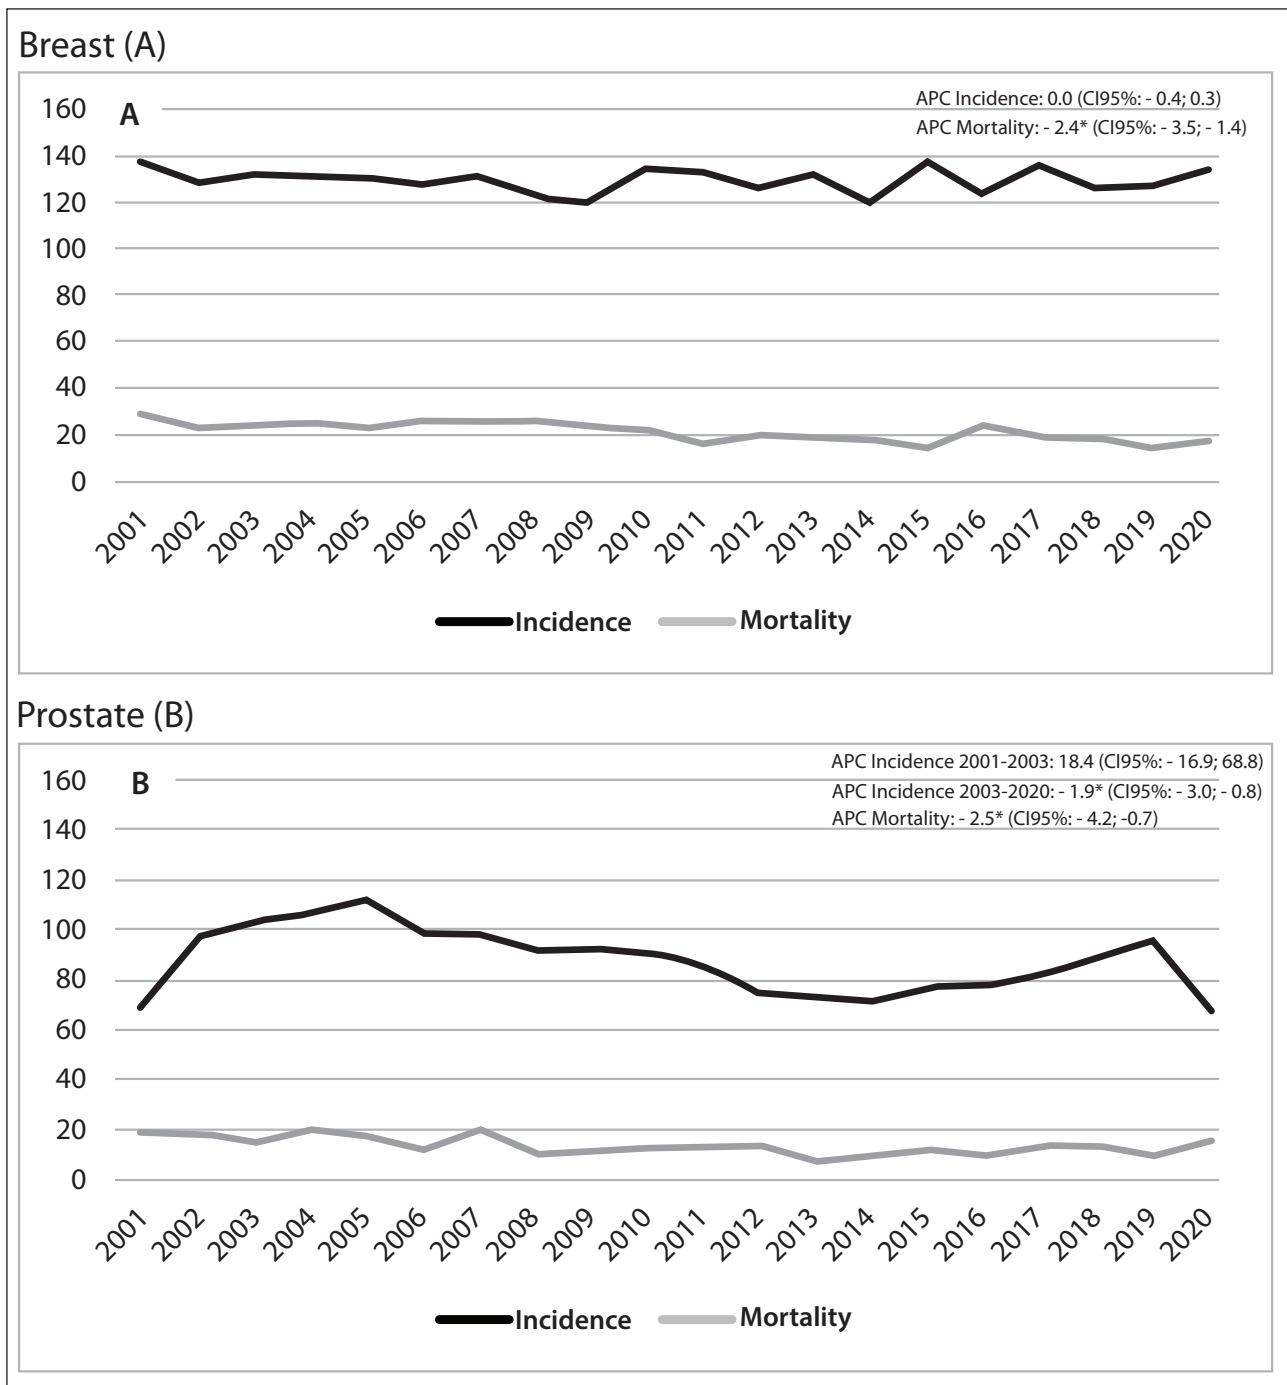 Breast (A)
A
APC Incidence: 0.0 (CI95%: - 0.4; 0.3)
APC Mortality: - 2.4* (CI95%: - 3.5; - 1.4)
160
140
120
100
80
60
40
20
0
2001 2002 2003 2004 2005 2006 2007 2008 2009 2010 2011 2012 2013 2014 2015 2016 2017 2018 2019 2020
Incidence Mortality
Prostate (B)
B
APC Incidence 2001-2003: 18.4 (CI95%: - 16.9; 68.8)
APC Incidence 2003-2020: - 1.9* (CI95%: - 3.0; - 0.8)
APC Mortality: - 2.5* (CI95%: - 4.2; -0.7)
160
140
120
100
80
60
40
20
0
2001 2002 2003 2004 2005 2006 2007 2008 2009 2010 2011 2012 2013 2014 2015 2016 2017 2018 2019 2020
Incidence Mortality